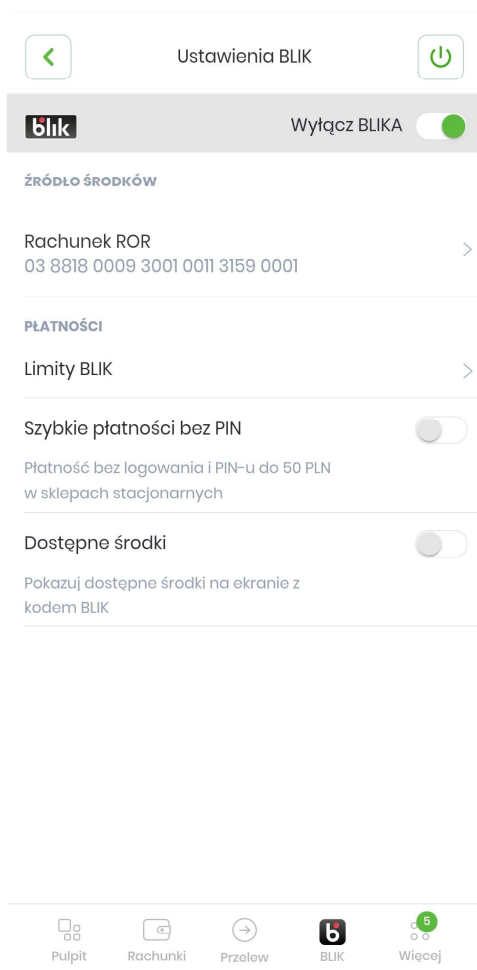 Ustawienia BLIK
blik
Wyłącz BLIKA
ŹRÓDŁO ŚRODKÓW
Rachunek ROR
03 8818 0009 3001 0011 3159 0001
PŁATNOŚCI
Limity BLIK
Szybkie płatności bez PIN
Płatność bez logowania i PIN-u do 50 PLN
w sklepach stacjonarnych
Dostępne środki
Pokazuj dostępne środki na ekranie z
kodem BLIK
5
Pulpit
Rachunki
Przelew
BLIK
Więcej